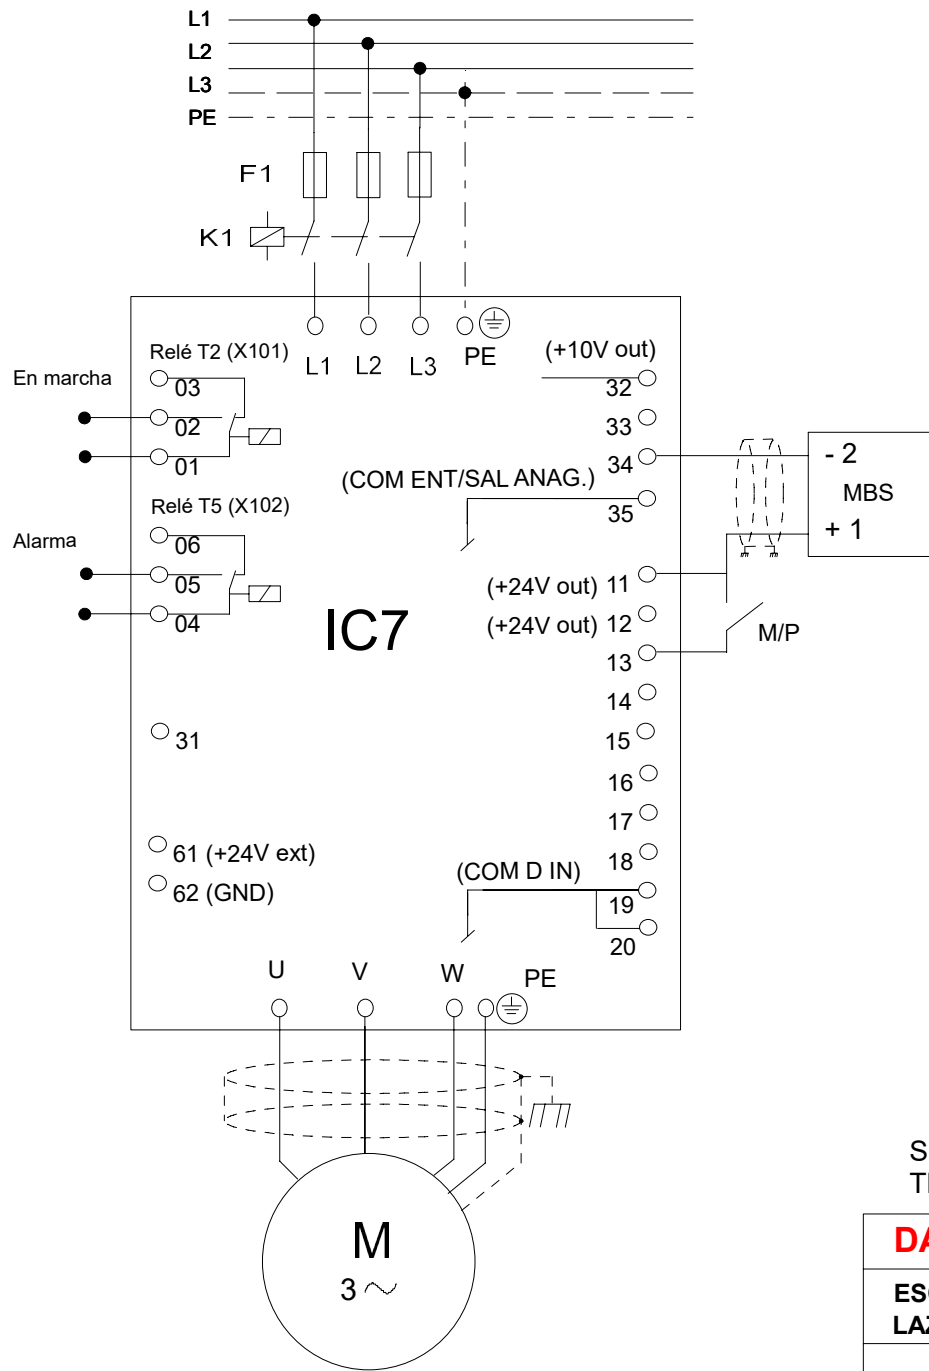 L1
L2
L3
PE
F1
K1
L1
L2
L3
PE
Relé T2 (X101)
En marcha
03
02
01
Relé T5 (X102)
Alarma
06
05
04
IC7
31
61 (+24V ext)
62 (GND)
(+10V out)
32
33
34
(COM ENT/SAL ANAG.)
35
(+24V out) 11
(+24V out) 12
13
14
15
16
17
18
(COM D IN)
19
20
- 2
MBS
+ 1
M/P
U
V
W
PE
M
3